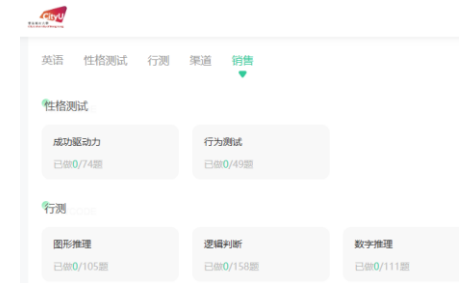 CityU
英语 性格测试 行测 渠道 销售
性格测试
成功驱动力 行为测试
已做0/74题 已做0/49题
行测
图形推理 逻辑判断 数字推理
已做0/105题 已做0/158题 已做0/111题